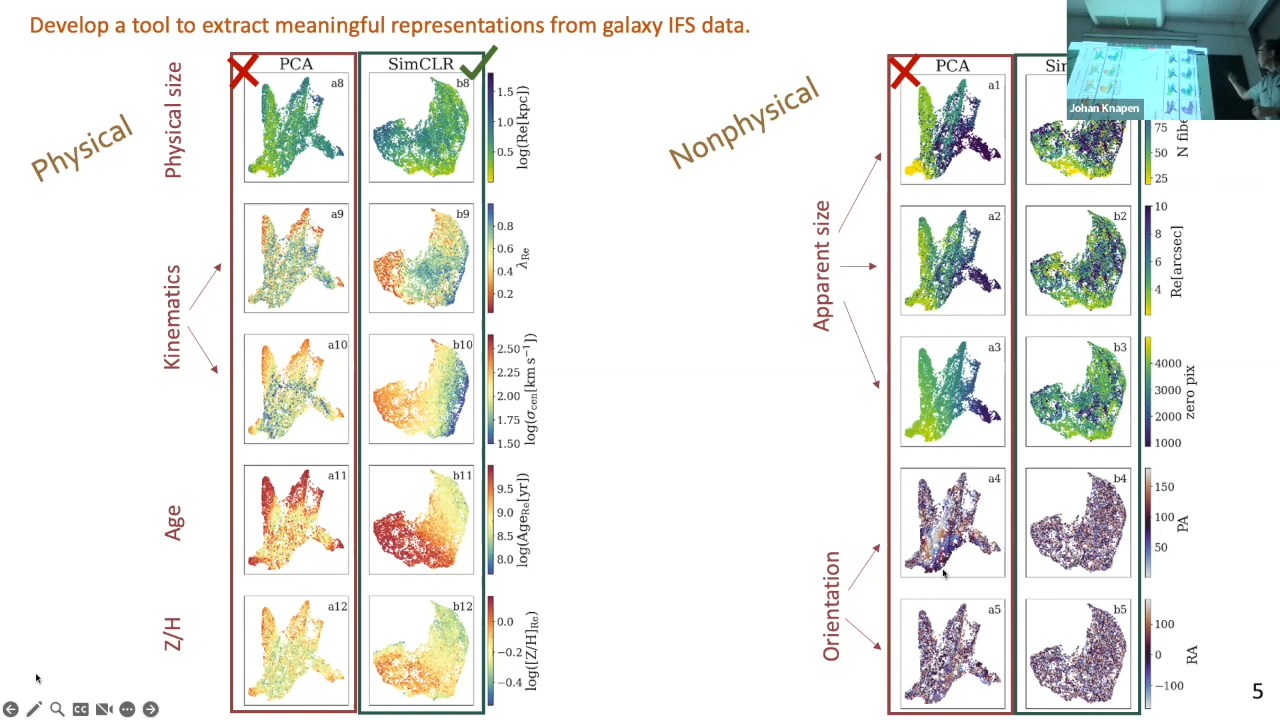 Develop a tool to extract meaningful representations from galaxy IFS data.
Physical
Physical size
Kinematics
Age
Z/H
PCA
SimCLR
a8
b8
1.5
1.0
0.5
log(Re[kpc])
a9
b9
0.8
0.6
0.4
0.2
λRe
a10
b10
2.50
2.25
2.00
1.75
1.50
log(σcen[km s⁻¹])
a11
b11
9.5
9.0
8.5
8.0
log(AgeRe[yr])
a12
b12
0.0
−0.2
−0.4
log([Z/H]Re)
Nonphysical
Apparent size
Orientation
PCA
Johan Knapen
a1
75
50
25
a2
b2
10
8
6
4
Re[arcsec]
a3
b3
4000
3000
2000
1000
zero pix
a4
b4
150
100
50
PA
a5
b5
100
0
−100
RA
CC
5